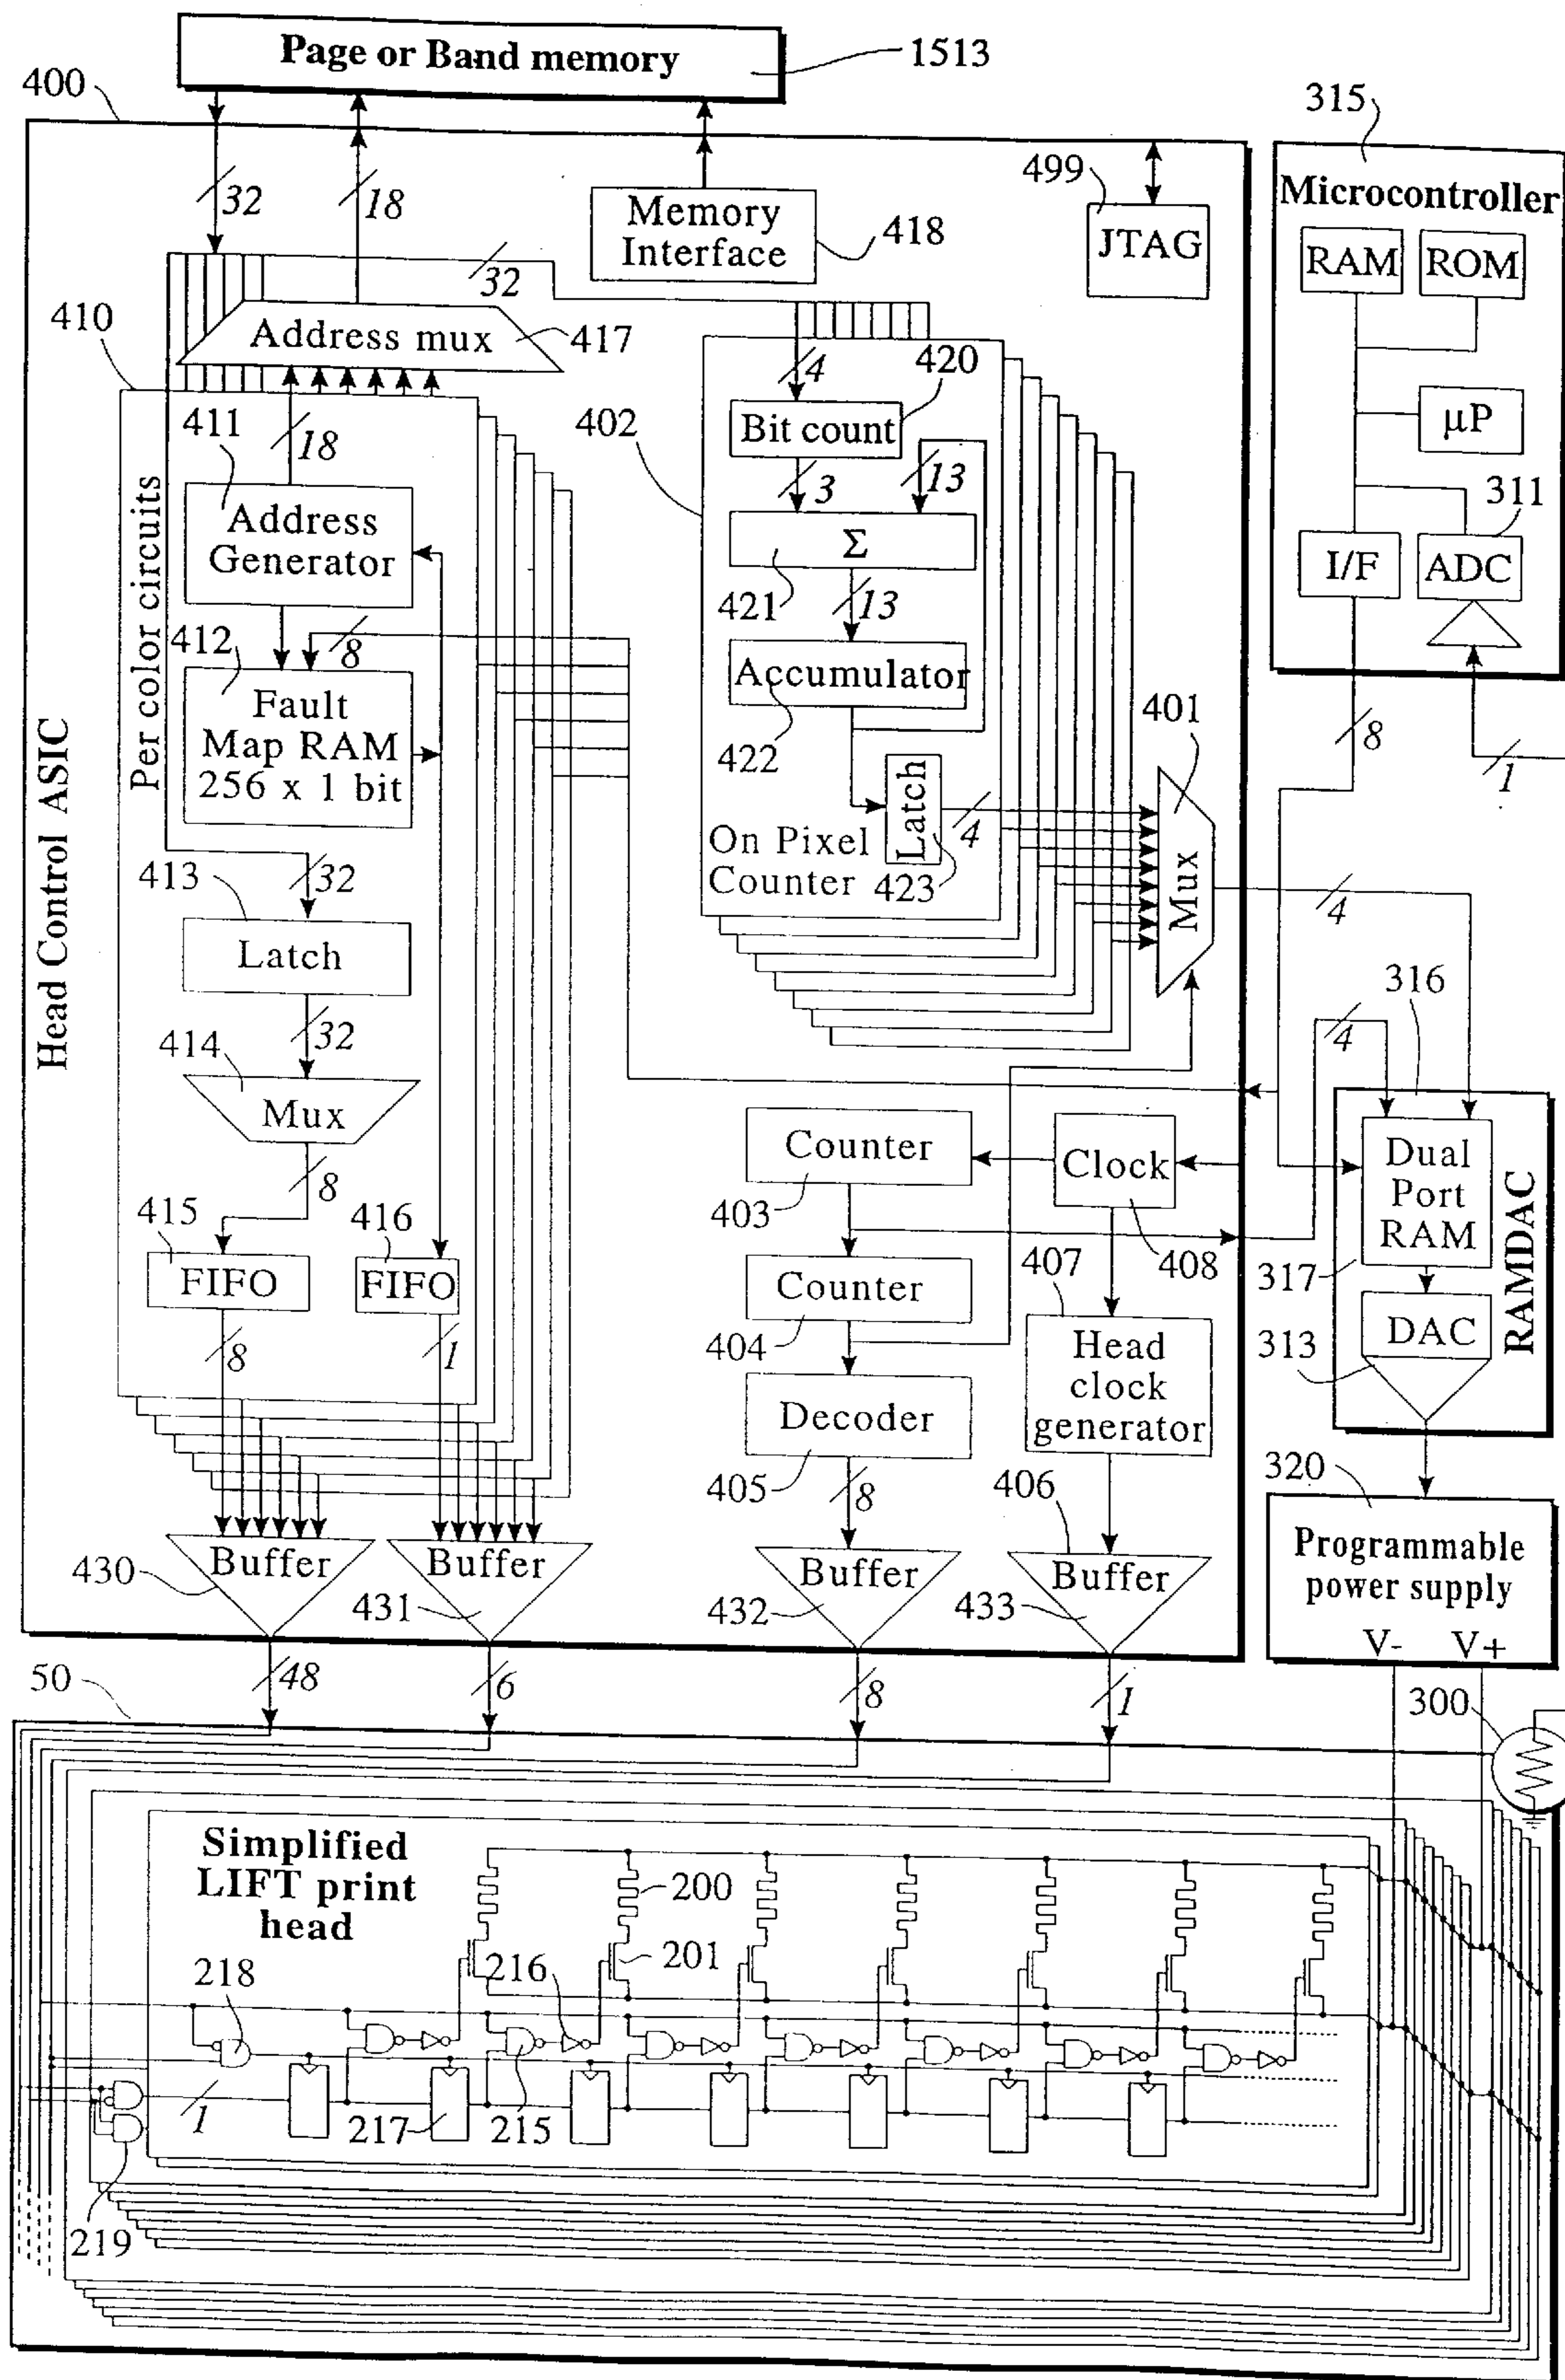 Page or Band memory
1513
400
32
18
Memory
Interface
418
499
JTAG
315
Microcontroller
RAM
ROM
µP
311
I/F
ADC
8
1
32
410
Address mux
417
Per color circuits
411
18
Address
Generator
412
8
Fault
Map RAM
256 x 1 bit
Head Control ASIC
413
32
Latch
32
414
Mux
8
415
416
FIFO
FIFO
8
1
402
4
420
Bit count
3
13
Σ
421
13
Accumulator
422
Latch
4
On Pixel
Counter
423
401
Mux
4
316
4
Counter
Clock
403
408
Counter
404
407
Head
clock
generator
Decoder
405
8
406
Dual
Port
RAM
317
DAC
313
RAMDAC
320
Programmable
power supply
V-
V+
Buffer
430
Buffer
431
Buffer
432
Buffer
433
48
6
8
1
50
300
Simplified
LIFT print
head
200
201
218
216
1
217
215
219